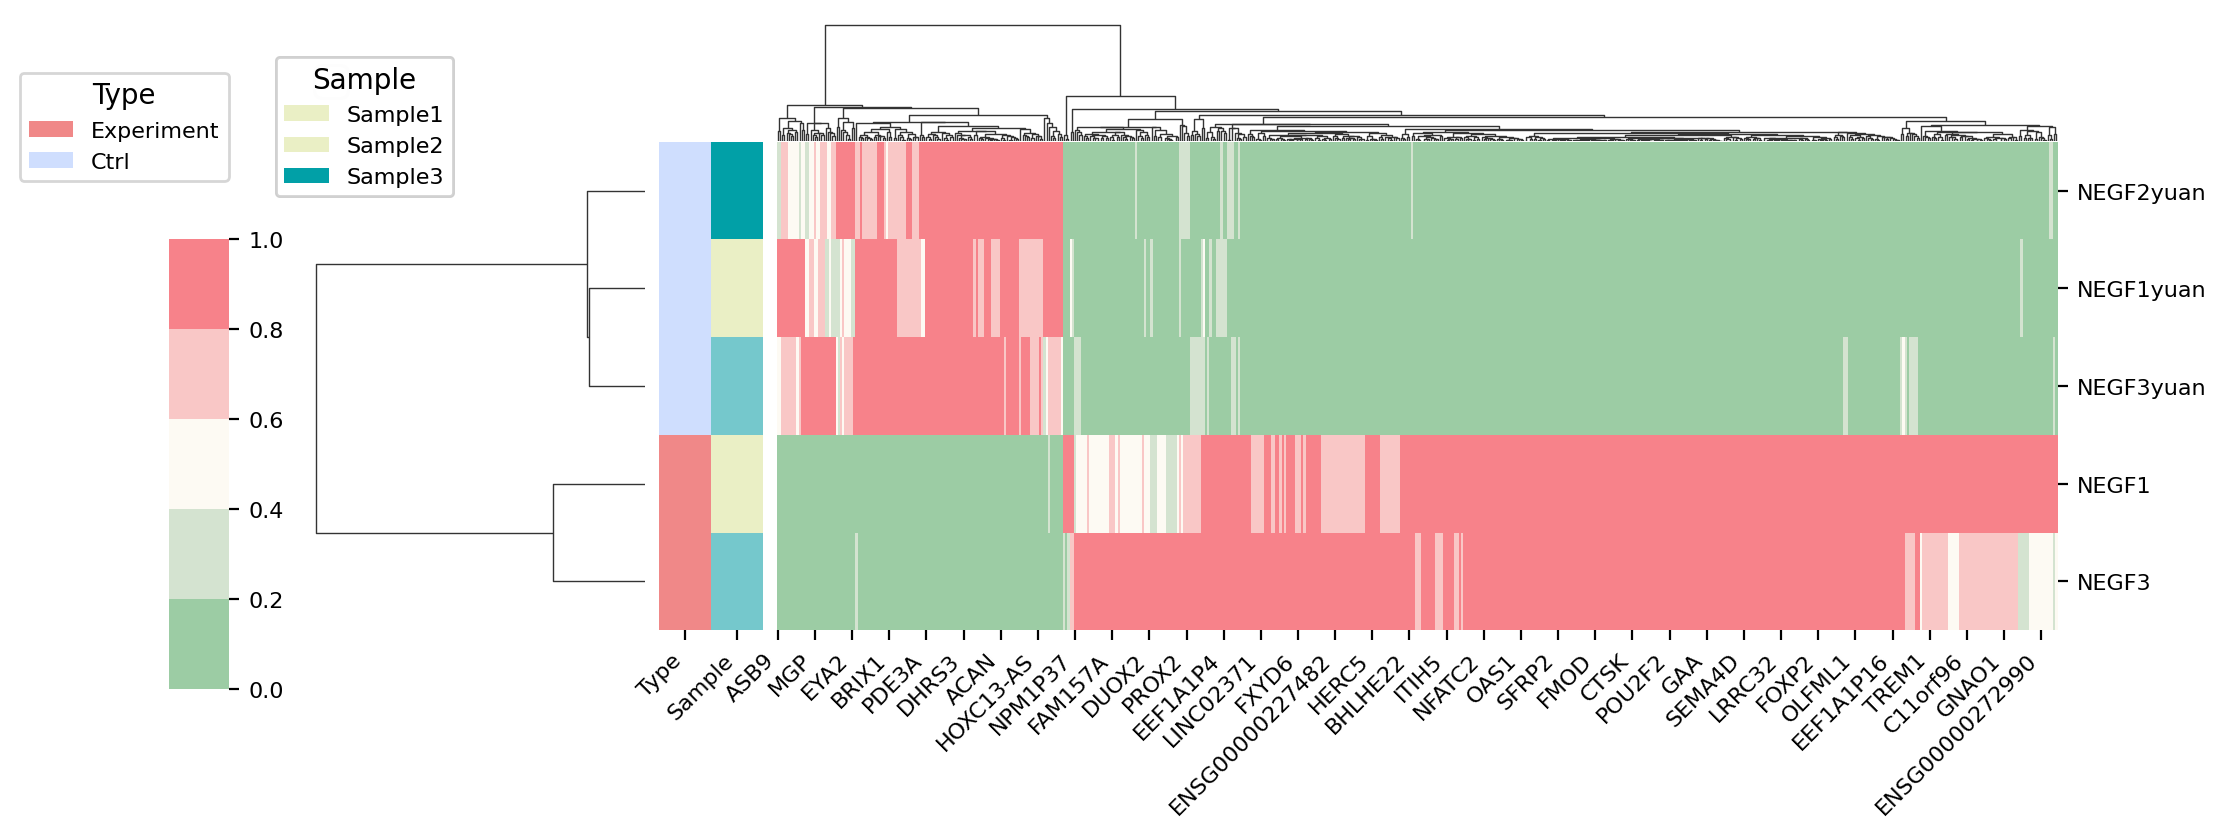 Type
Experiment
Ctrl
Sample
Sample1
Sample2
Sample3
1.0
0.8
0.6
0.4
0.2
0.0
NEGF2yuan
NEGF1yuan
NEGF3yuan
NEGF1
NEGF3
Type
Sample
ASB9
MGP
EYA2
BRIX1
PDE3A
DHRS3
ACAN
HOXC13-AS
NPM1P37
FAM157A
DUOX2
PROX2
EEF1A1P4
LINC02371
FXYD6
ENSG00000227482
HERC5
BHLHE22
ITIH5
NFATC2
OAS1
SFRP2
FMOD
CTSK
POU2F2
GAA
SEMA4D
LRRC32
FOXP2
OLFML1
EEF1A1P16
TREM1
C11orf96
GNAO1
ENSG00000272990